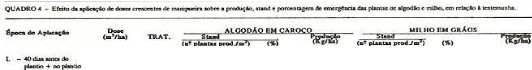 QUADRO 4 – Efeito da aplicação de doses crescentes de manipueira sobre a produção, stand e porcentagem de emergência das plantas de algodão e milho, em relação à testemunha.
Época de Aplicação Dose (m³/ha) TRAT. ALGODÃO EM CAROÇO MILHO EM GRÃOS
Stand (nº plantas prod./m²) (%) Produção (Kg/ha) Stand (nº plantas prod./m²) (%) Produção (Kg/ha)
I. – 40 dias antes do
plantio + no plantio